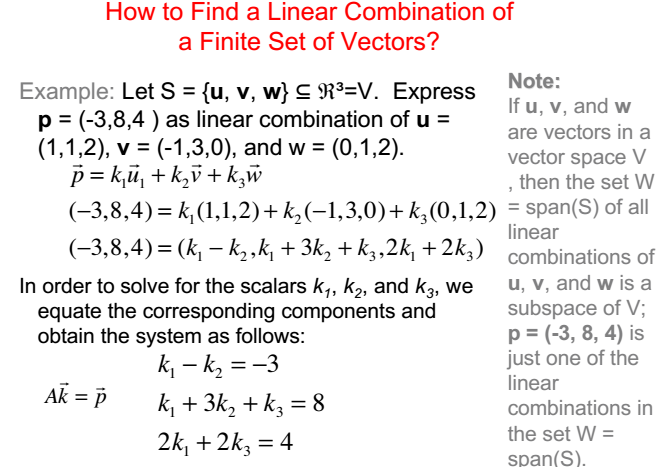 How to Find a Linear Combination of
a Finite Set of Vectors?
Example: Let S = {u, v, w} ⊆ ℜ³=V. Express
p = (-3,8,4 ) as linear combination of u =
(1,1,2), v = (-1,3,0), and w = (0,1,2).
p⃗ = k₁u⃗₁ + k₂v⃗ + k₃w⃗
(−3,8,4) = k₁(1,1,2) + k₂(−1,3,0) + k₃(0,1,2)
(−3,8,4) = (k₁ − k₂,k₁ + 3k₂ + k₃,2k₁ + 2k₃)
In order to solve for the scalars k₁, k₂, and k₃, we
equate the corresponding components and
obtain the system as follows:
k₁ − k₂ = −3
Ak⃗ = p⃗
k₁ + 3k₂ + k₃ = 8
2k₁ + 2k₃ = 4
Note:
If u, v, and w
are vectors in a
vector space V
, then the set W
= span(S) of all
linear
combinations of
u, v, and w is a
subspace of V;
p = (-3, 8, 4) is
just one of the
linear
combinations in
the set W =
span(S).